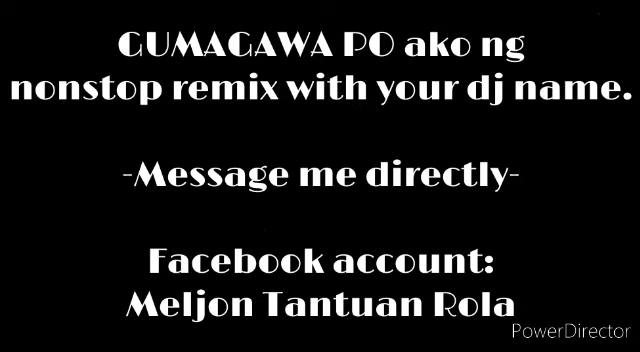 GUMAGAWA PO ako ng
nonstop remix with your dj name.
-Message me directly-
Facebook account:
Meljon Tantuan Rola
PowerDirector